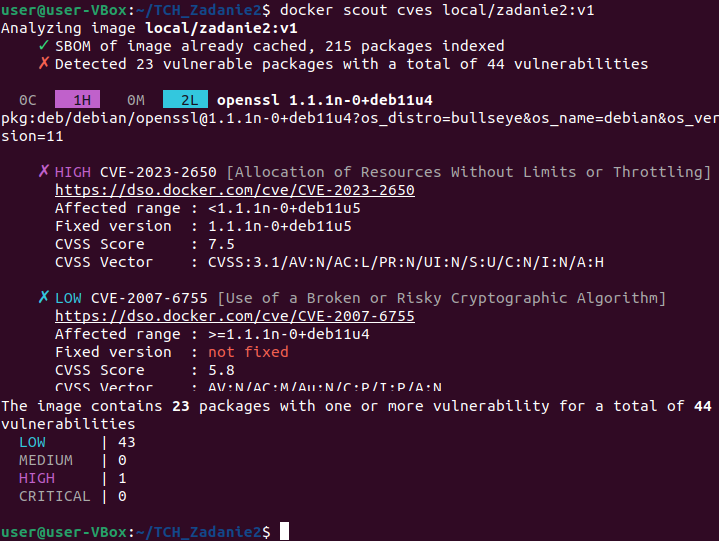 user@user-VBox:~/TCH_Zadanie2$ docker scout cves local/zadanie2:v1
Analyzing image local/zadanie2:v1
✓ SBOM of image already cached, 215 packages indexed
✗ Detected 23 vulnerable packages with a total of 44 vulnerabilities
0C 1H 0M 2L openssl 1.1.1n-0+deb11u4
pkg:deb/debian/openssl@1.1.1n-0+deb11u4?os_distro=bullseye&os_name=debian&os_ver
sion=11
✗ HIGH CVE-2023-2650 [Allocation of Resources Without Limits or Throttling]
https://dso.docker.com/cve/CVE-2023-2650
Affected range : <1.1.1n-0+deb11u5
Fixed version : 1.1.1n-0+deb11u5
CVSS Score : 7.5
CVSS Vector : CVSS:3.1/AV:N/AC:L/PR:N/UI:N/S:U/C:N/I:N/A:H
✗ LOW CVE-2007-6755 [Use of a Broken or Risky Cryptographic Algorithm]
https://dso.docker.com/cve/CVE-2007-6755
Affected range : >=1.1.1n-0+deb11u4
Fixed version : not fixed
CVSS Score : 5.8
CVSS Vector : AV:N/AC:M/Au:N/C:P/I:P/A:N
The image contains 23 packages with one or more vulnerability for a total of 44
vulnerabilities
LOW | 43
MEDIUM | 0
HIGH | 1
CRITICAL | 0
user@user-VBox:~/TCH_Zadanie2$